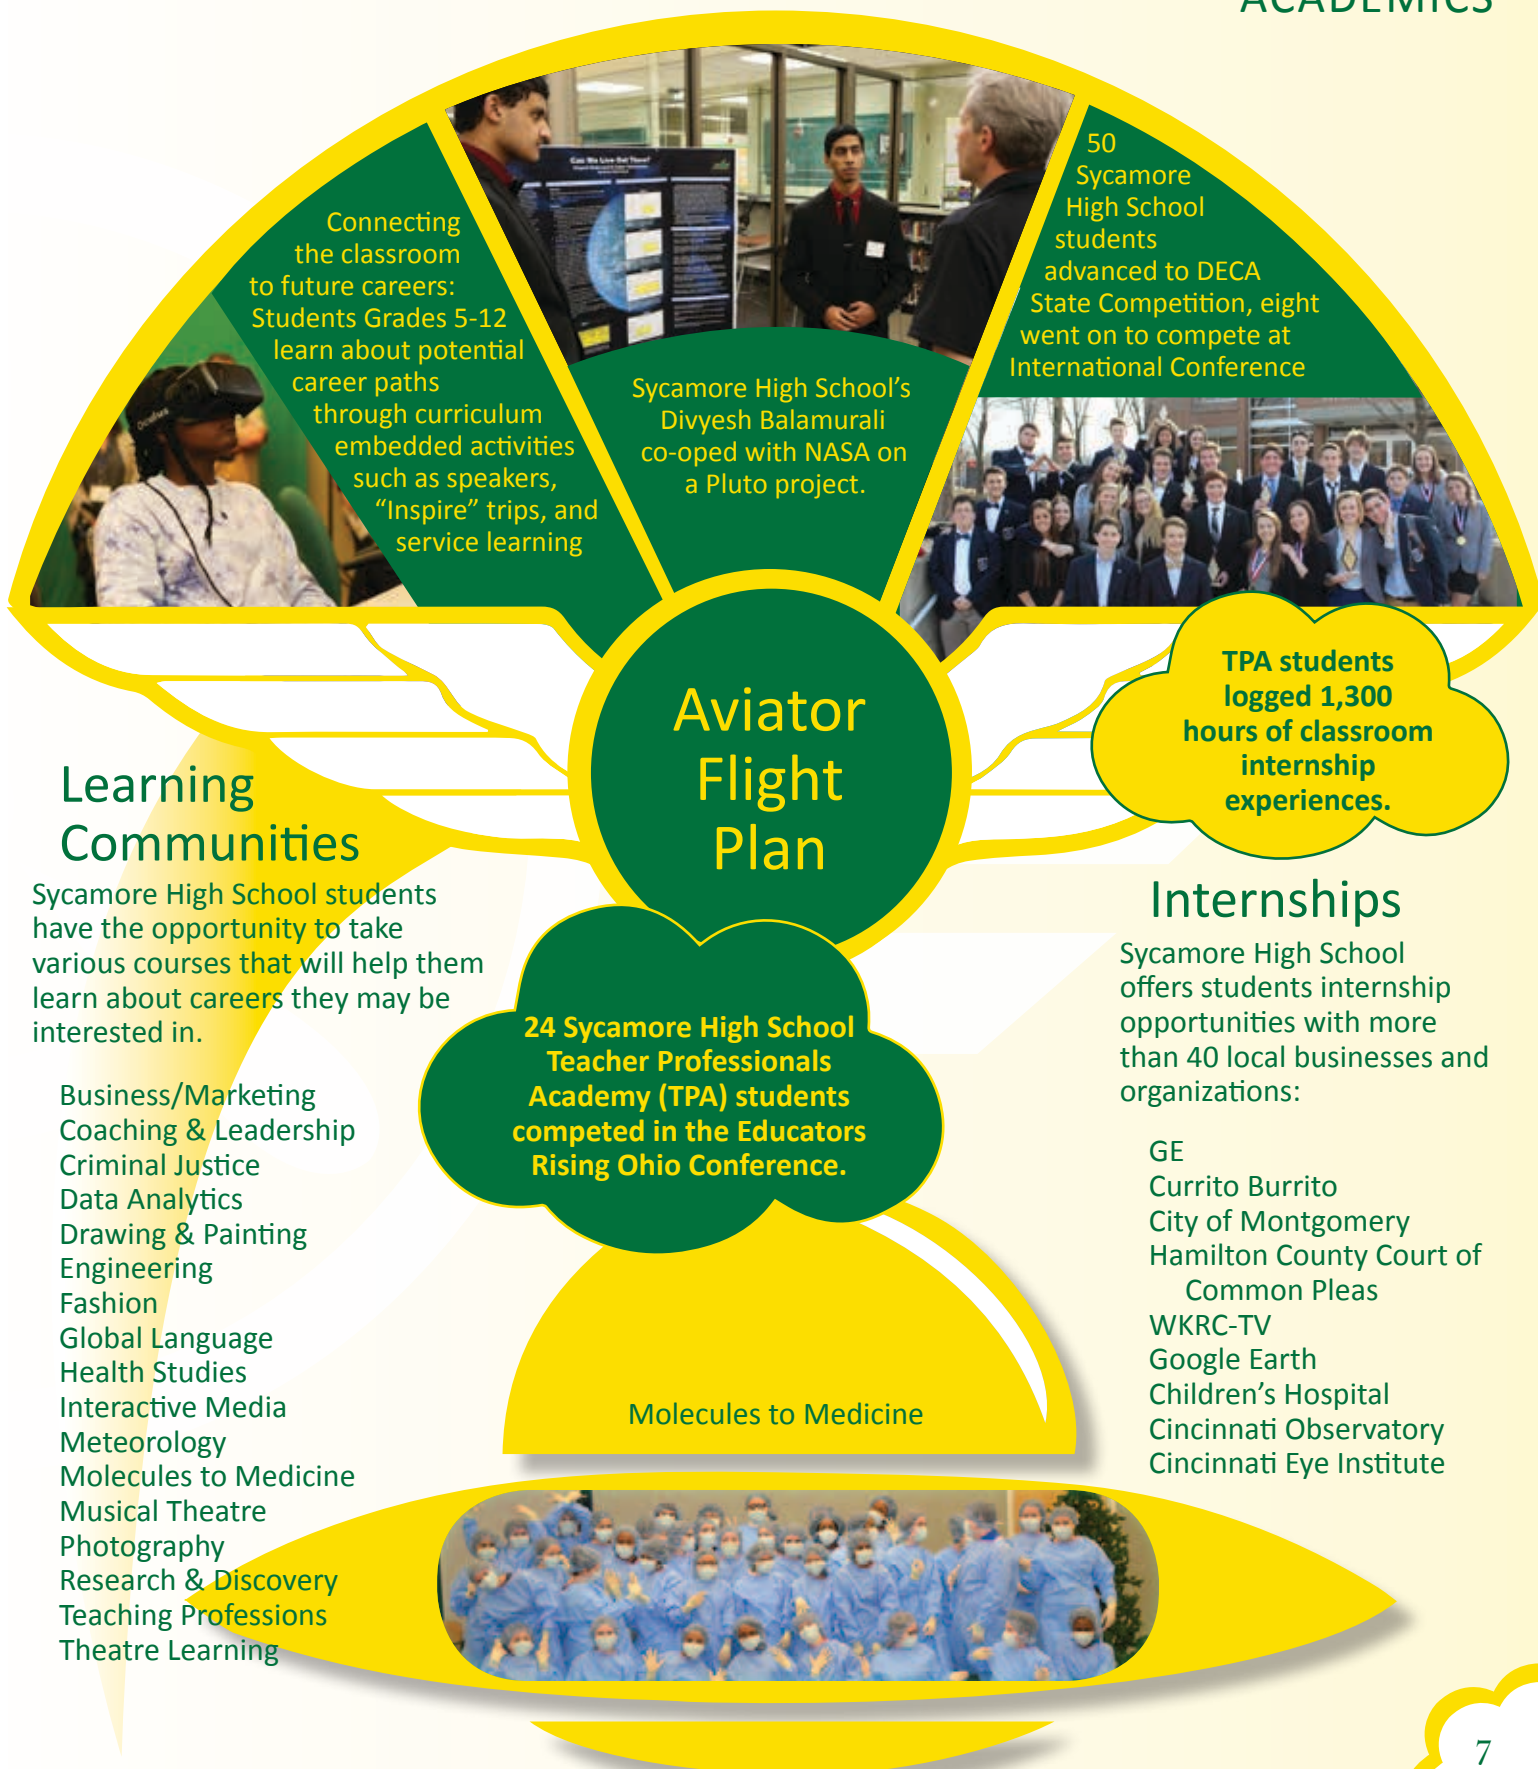 ACADEMICS
Connecting
the classroom
to future careers:
Students Grades 5-12
learn about potential
career paths
through curriculum
embedded activities
such as speakers,
“Inspire” trips, and
service learning
Oculus
Can We Live Out There?
Sycamore High School’s
Divyesh Balamurali
co-oped with NASA on
a Pluto project.
50
Sycamore
High School
students
advanced to DECA
State Competition, eight
went on to compete at
International Conference
Aviator
Flight
Plan
TPA students
logged 1,300
hours of classroom
internship
experiences.
Learning
Communities
Sycamore High School students
have the opportunity to take
various courses that will help them
learn about careers they may be
interested in.
Business/Marketing
Coaching & Leadership
Criminal Justice
Data Analytics
Drawing & Painting
Engineering
Fashion
Global Language
Health Studies
Interactive Media
Meteorology
Molecules to Medicine
Musical Theatre
Photography
Research & Discovery
Teaching Professions
Theatre Learning
24 Sycamore High School
Teacher Professionals
Academy (TPA) students
competed in the Educators
Rising Ohio Conference.
Molecules to Medicine
Internships
Sycamore High School
offers students internship
opportunities with more
than 40 local businesses and
organizations:
GE
Currito Burrito
City of Montgomery
Hamilton County Court of
Common Pleas
WKRC-TV
Google Earth
Children’s Hospital
Cincinnati Observatory
Cincinnati Eye Institute
7